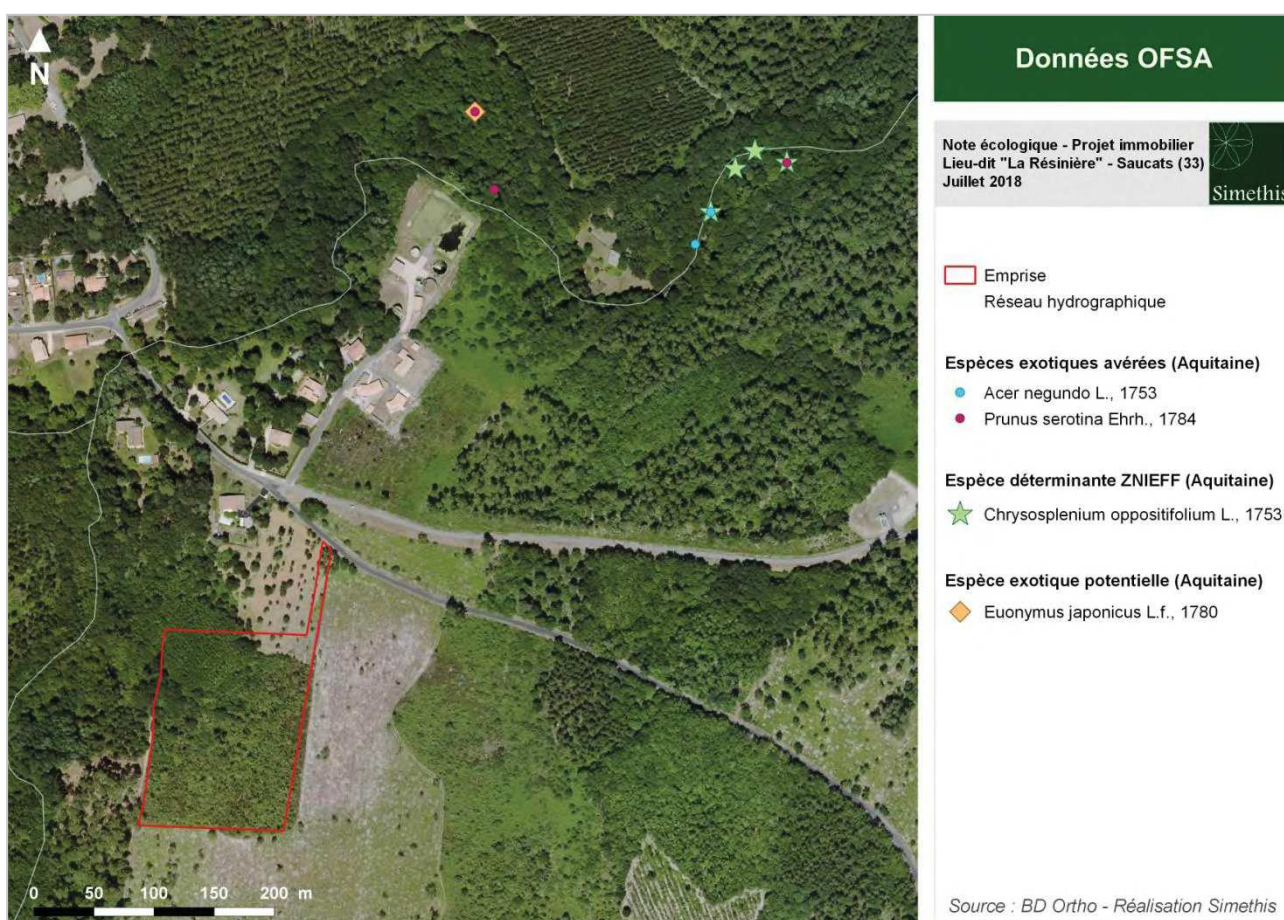 N
0 50 100 150 200 m
Données OFSA
Note écologique - Projet immobilier
Lieu-dit "La Résinière" - Saucats (33)
Juillet 2018
Simethis
Emprise
Réseau hydrographique
Espèces exotiques avérées (Aquitaine)
Acer negundo L., 1753
Prunus serotina Ehrh., 1784
Espèce déterminante ZNIEFF (Aquitaine)
Chrysosplenium oppositifolium L., 1753
Espèce exotique potentielle (Aquitaine)
Euonymus japonicus L.f., 1780
Source : BD Ortho - Réalisation Simethis